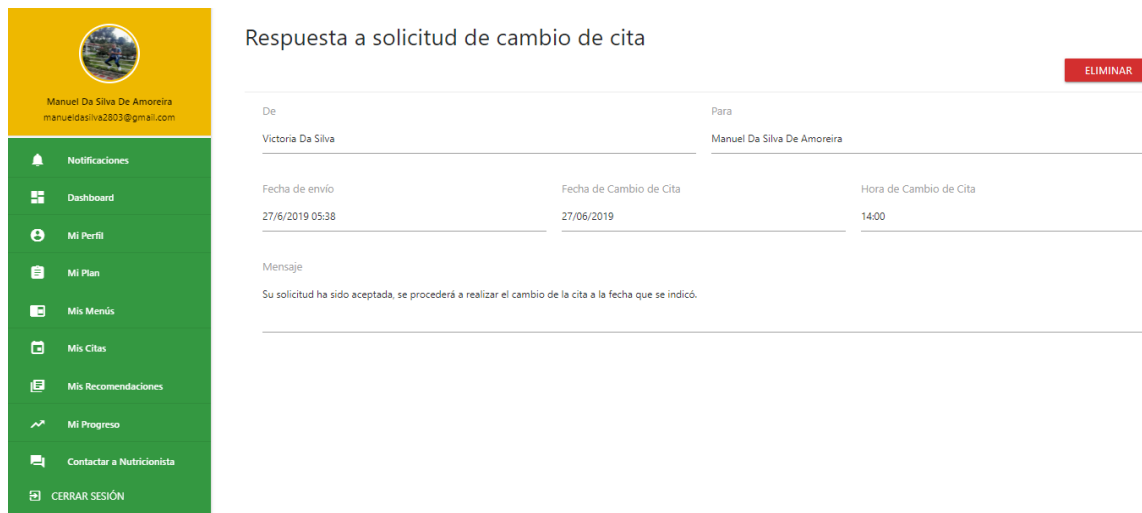 Manuel Da Silva De Amoreira
manueldasilva2803@gmail.com
Notificaciones
Dashboard
Mi Perfil
Mi Plan
Mis Menús
Mis Citas
Mis Recomendaciones
Mi Progreso
Contactar a Nutricionista
CERRAR SESIÓN
Respuesta a solicitud de cambio de cita
ELIMINAR
De
Para
Victoria Da Silva
Manuel Da Silva De Amoreira
Fecha de envío
Fecha de Cambio de Cita
Hora de Cambio de Cita
27/6/2019 05:38
27/06/2019
14:00
Mensaje
Su solicitud ha sido aceptada, se procederá a realizar el cambio de la cita a la fecha que se indicó.